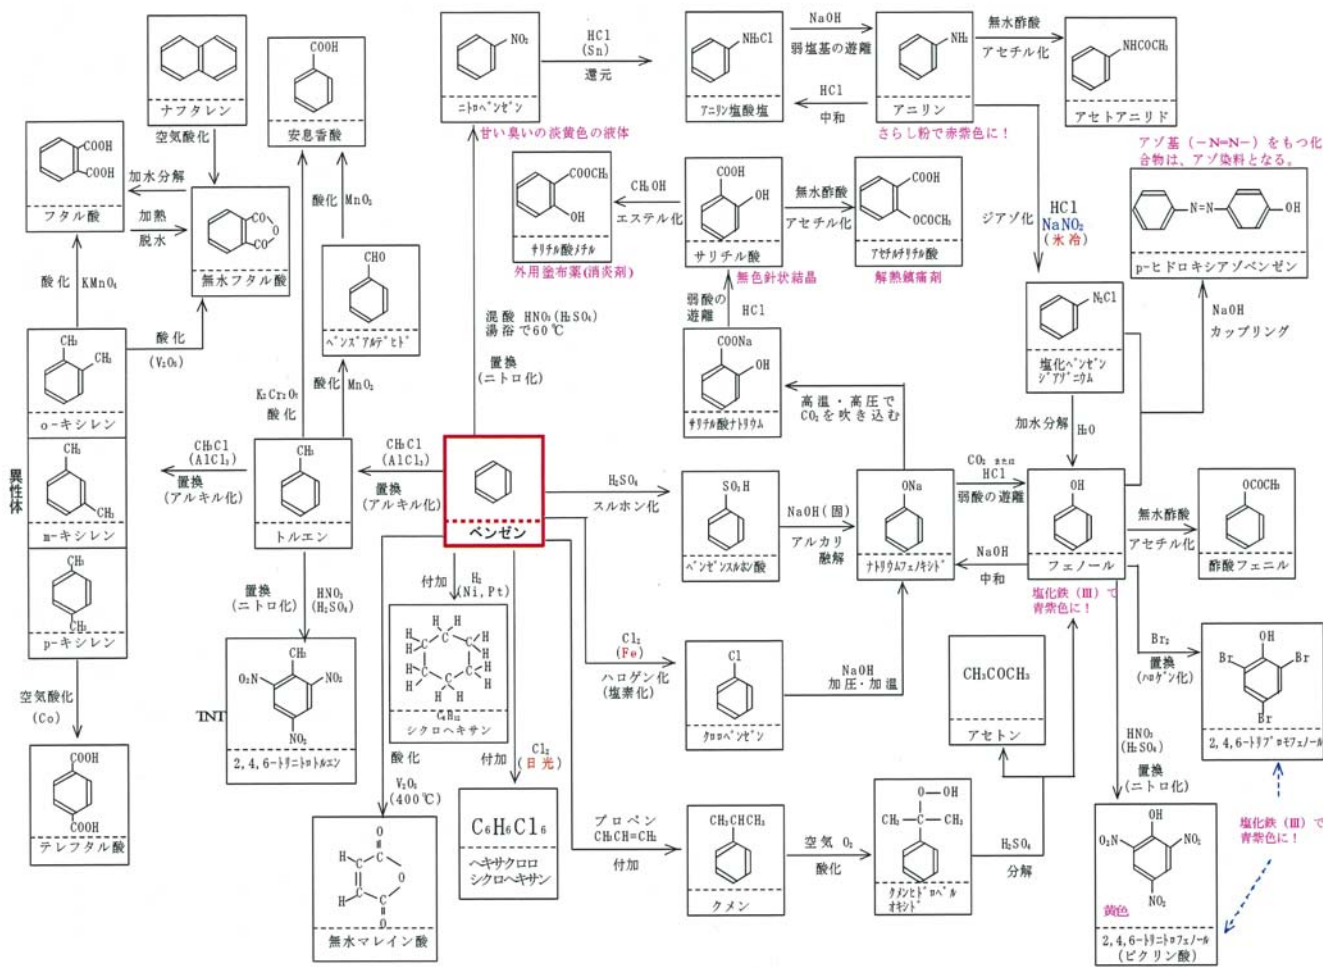 ナフタレン
COOH
安息香酸
NO₂
ニトロベンゼン
甘い臭いの淡黄色の液体
HCl
(Sn)
還元
NH₃Cl
アニリン塩酸塩
NaOH
弱塩基の遊離
HCl
中和
NH₂
アニリン
さらし粉で赤紫色に！
無水酢酸
アセチル化
NHCOCH₃
アセトアニリド
空気酸化
COOH
COOH
フタル酸
加水分解
加熱
脱水
CO
O
CO
無水フタル酸
酸化 MnO₂
COOCH₃
OH
サリチル酸メチル
外用塗布薬(消炎剤)
CH₃OH
エステル化
COOH
OH
サリチル酸
無色針状結晶
無水酢酸
アセチル化
COOH
OCOCH₃
アセチルサリチル酸
解熱鎮痛剤
ジアゾ化
HCl
NaNO₂
(氷冷)
アゾ基（－N=N－）をもつ化
合物は、アゾ染料となる。
N=N
OH
p-ヒドロキシアゾベンゼン
酸化 KMnO₄
酸化
(V₂O₅)
CHO
ベンズアルデヒド
混酸 HNO₃(H₂SO₄)
湯浴で60℃
置換
(ニトロ化)
弱酸の
遊離
HCl
COONa
OH
サリチル酸ナトリウム
高温・高圧で
CO₂を吹き込む
N₂Cl
塩化ベンゼン
ジアゾニウム
NaOH
カップリング
加水分解 H₂O
異性体
CH₃
CH₃
o-キシレン
CH₃
CH₃
m-キシレン
CH₃
CH₃
p-キシレン
K₂Cr₂O₇
酸化
酸化 MnO₂
CH₃Cl
(AlCl₃)
置換
(アルキル化)
CH₃
トルエン
CH₃Cl
(AlCl₃)
置換
(アルキル化)
ベンゼン
H₂SO₄
スルホン化
SO₃H
ベンゼンスルホン酸
NaOH(固)
アルカリ
融解
ONa
ナトリウムフェノキシド
CO₂ または
HCl
弱酸の遊離
NaOH
中和
OH
フェノール
塩化鉄（Ⅲ）で
青紫色に！
無水酢酸
アセチル化
OCOCH₃
酢酸フェニル
空気酸化
(Co)
COOH
COOH
テレフタル酸
置換
(ニトロ化)
HNO₃
(H₂SO₄)
CH₃
O₂N
NO₂
NO₂
TNT
2,4,6-トリニトロトルエン
付加
H₂
(Ni,Pt)
H H H H
H C C H
H C C H
H C C H
H H H H
C₆H₁₂
シクロヘキサン
酸化
V₂O₅
(400℃)
O
C
H C
O
H C
C
O
無水マレイン酸
付加
Cl₂
(日光)
C₆H₆Cl₆
ヘキサクロロ
シクロヘキサン
Cl₂
(Fe)
ハロゲン化
(塩素化)
Cl
クロロベンゼン
NaOH
加圧・加温
プロペン
CH₃CH=CH₂
付加
CH₃CHCH₃
クメン
空気 O₂
酸化
O－OH
CH₃－C－CH₃
クメンヒドロペル
オキシド
H₂SO₄
分解
CH₃COCH₃
アセトン
Br₂
置換
(ハロゲン化)
OH
Br
Br
Br
2,4,6-トリブロモフェノール
HNO₃
(H₂SO₄)
置換
(ニトロ化)
OH
O₂N
NO₂
NO₂
黄色
2,4,6-トリニトロフェノール
(ピクリン酸)
塩化鉄（Ⅲ）で
青紫色に！